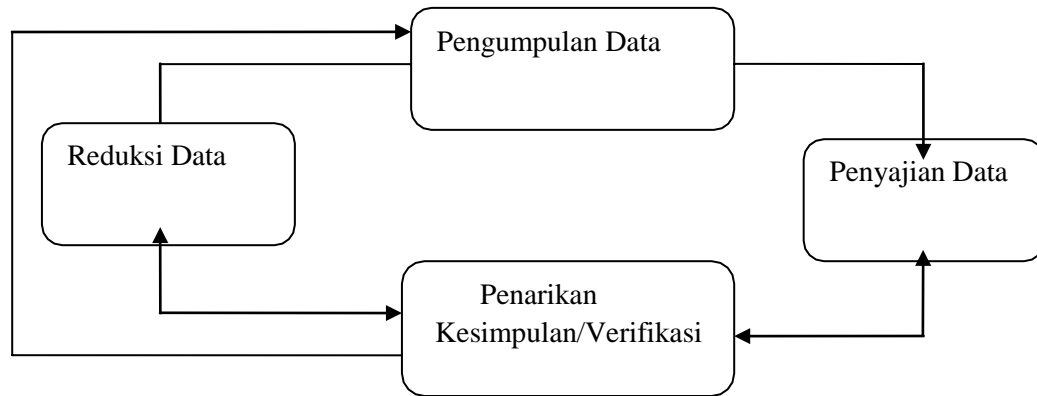 Pengumpulan Data
Reduksi Data
Penyajian Data
Penarikan
Kesimpulan/Verifikasi